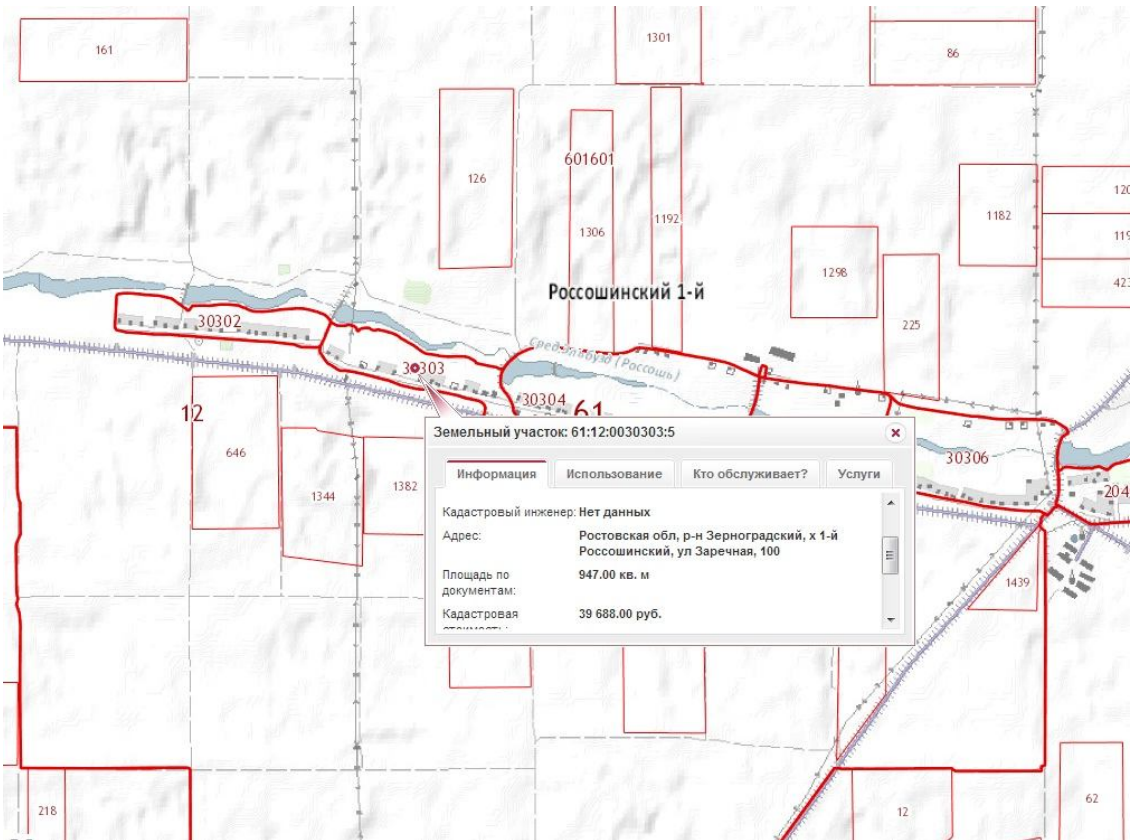 161
1301
86
601601
126
1306
1192
1182
120
119
423
1298
225
Россошинский 1-й
30302
30303
30304
Сред.Элбузд (Россошь)
61
12
646
1344
1382
30306
204
1439
Земельный участок: 61:12:0030303:5
Информация
Использование
Кто обслуживает?
Услуги
Кадастровый инженер: Нет данных
Адрес: Ростовская обл, р-н Зерноградский, х 1-й
Россошинский, ул Заречная, 100
Площадь по 947.00 кв. м
документам:
Кадастровая 39 688.00 руб.
стоимость:
218
12
62